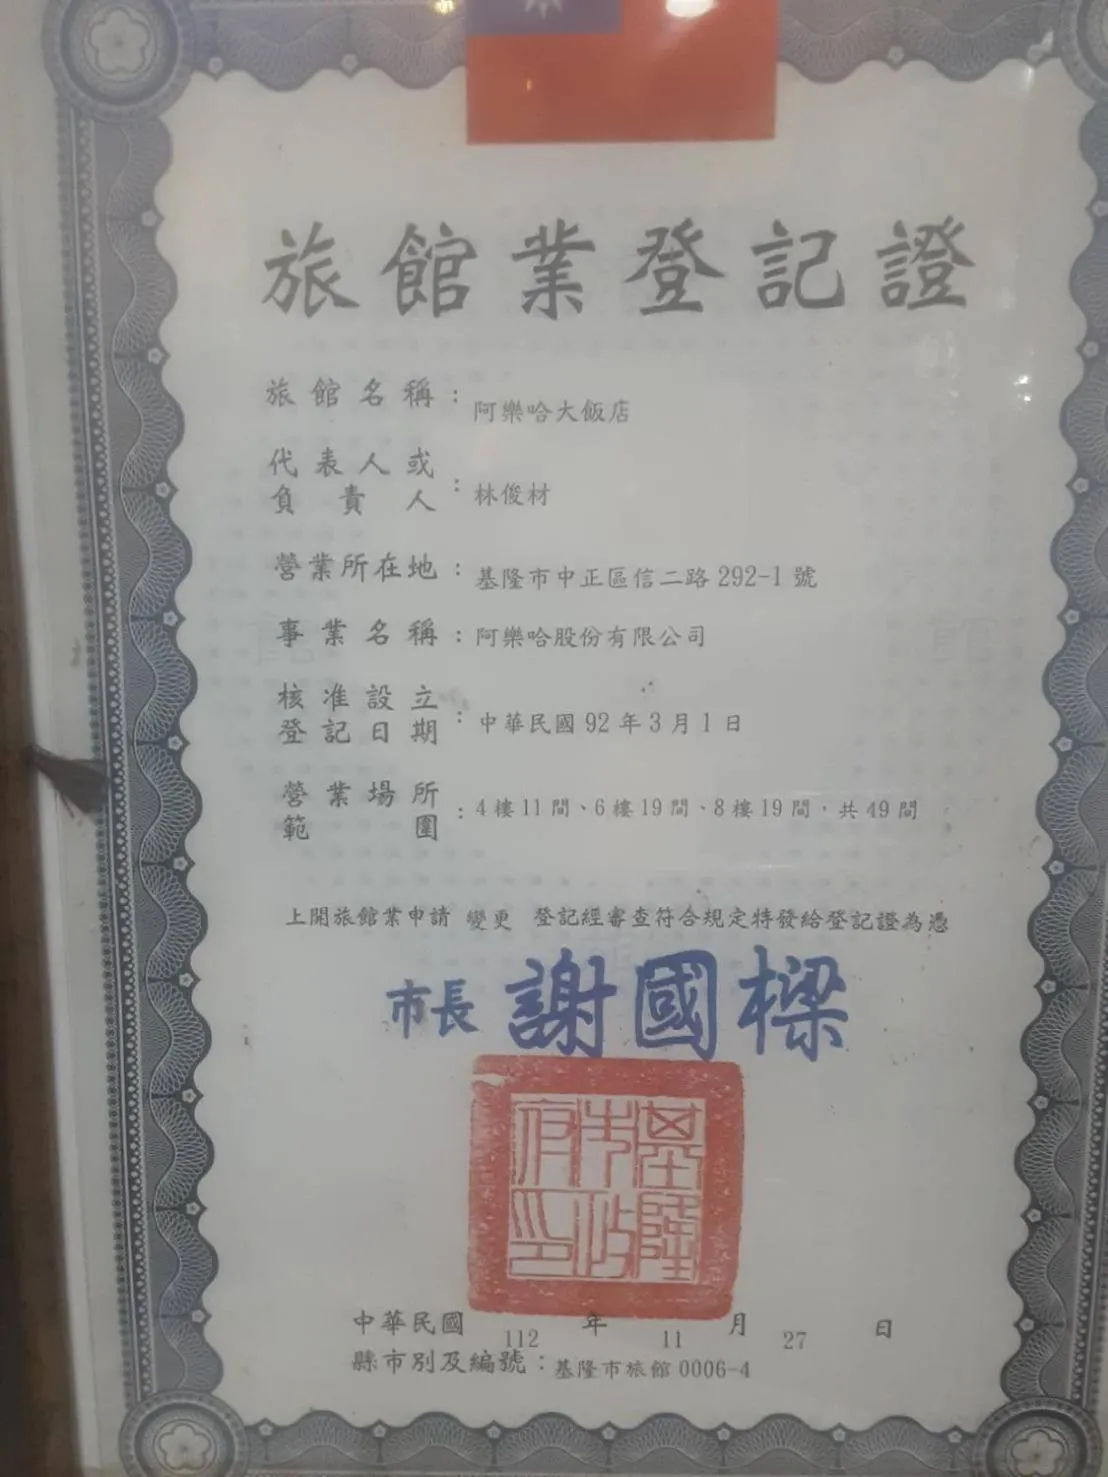 旅館業登記證
旅館名稱：阿樂哈大飯店
代表人或
負責人：林俊材
營業所在地：基隆市中正區信二路292-1號
事業名稱：阿樂哈股份有限公司
核准設立
登記日期：中華民國92年3月1日
營業場所
範圍：4樓11間、6樓19間、8樓19間，共49間
上開旅館業申請 變更 登記經審查符合規定特發給登記證為憑
市長 謝國樑
基隆
市政
府印
中華民國 112 年 11 月 27 日
縣市別及編號：基隆市旅館0006-4